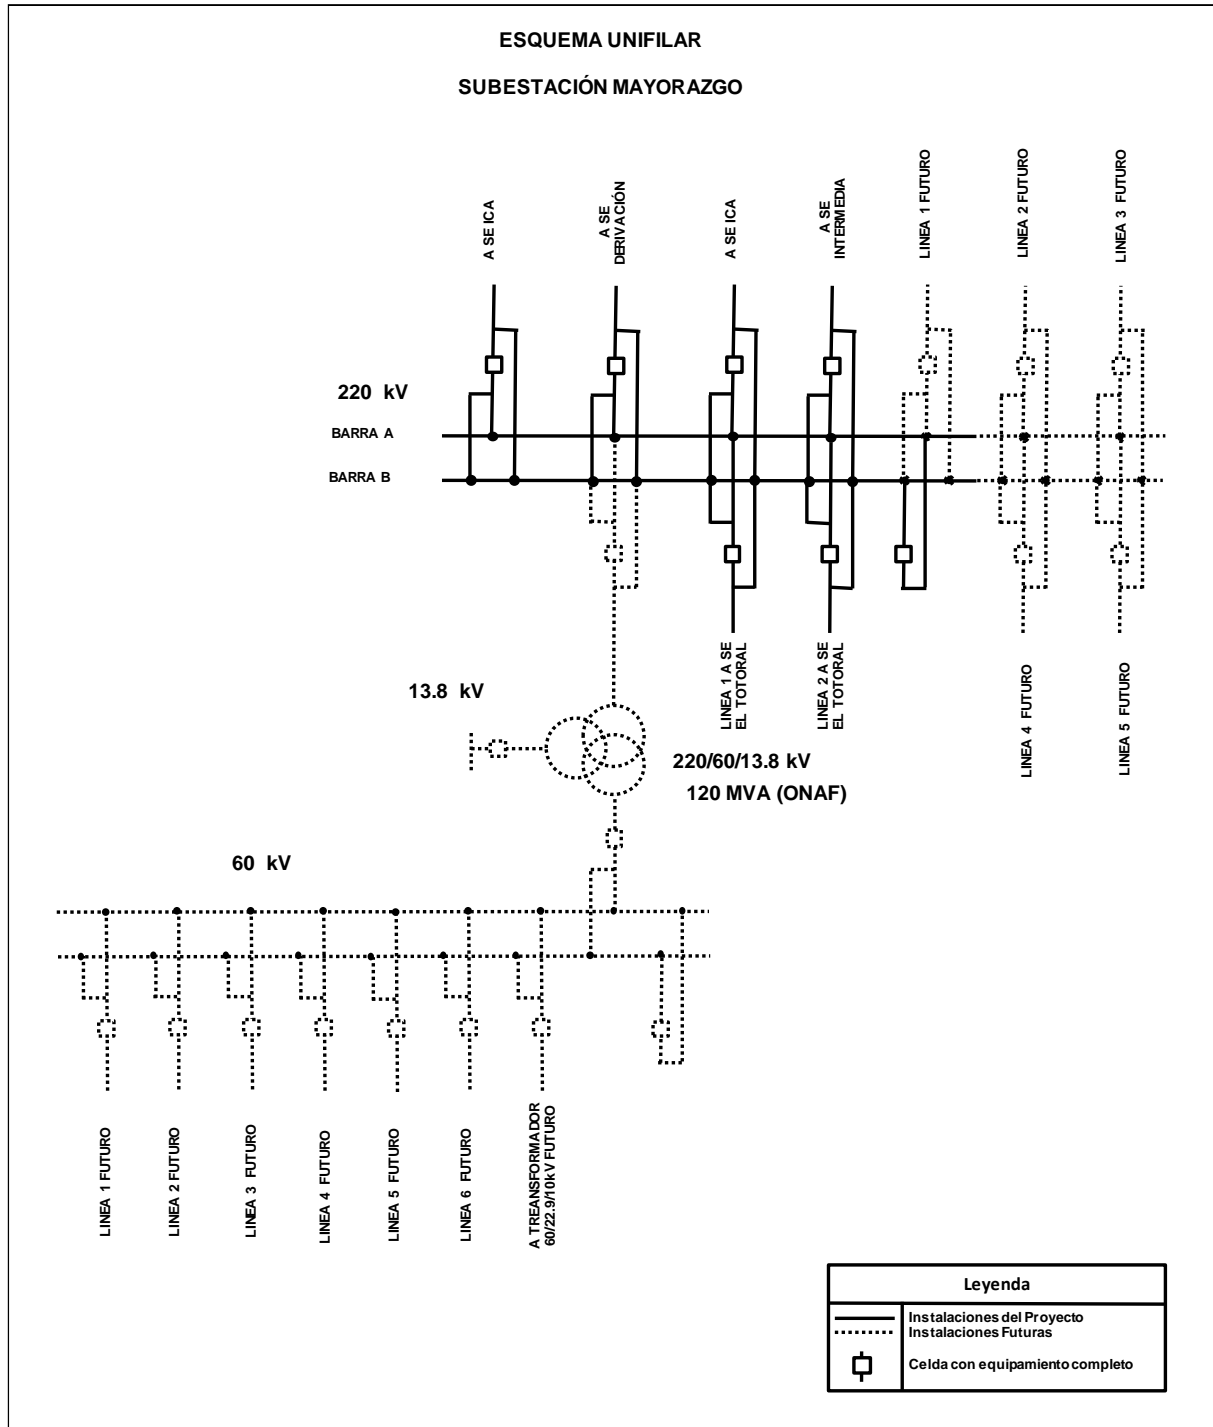 ESQUEMA UNIFILAR
SUBESTACIÓN MAYORAZGO
A SE ICA
A SE
DERIVACIÓN
A SE ICA
A SE
INTERMEDIA
LINEA 1 FUTURO
LINEA 2 FUTURO
LINEA 3 FUTURO
220 kV
BARRA A
BARRA B
LINEA 1 A SE
EL TOTORAL
LINEA 2 A SE
EL TOTORAL
LINEA 4 FUTURO
LINEA 5 FUTURO
13.8 kV
220/60/13.8 kV
120 MVA (ONAF)
60 kV
LINEA 1 FUTURO
LINEA 2 FUTURO
LINEA 3 FUTURO
LINEA 4 FUTURO
LINEA 5 FUTURO
LINEA 6 FUTURO
A TREANSFORMADOR
60/22.9/10kV FUTURO
Leyenda
Instalaciones del Proyecto
Instalaciones Futuras
Celda con equipamiento completo